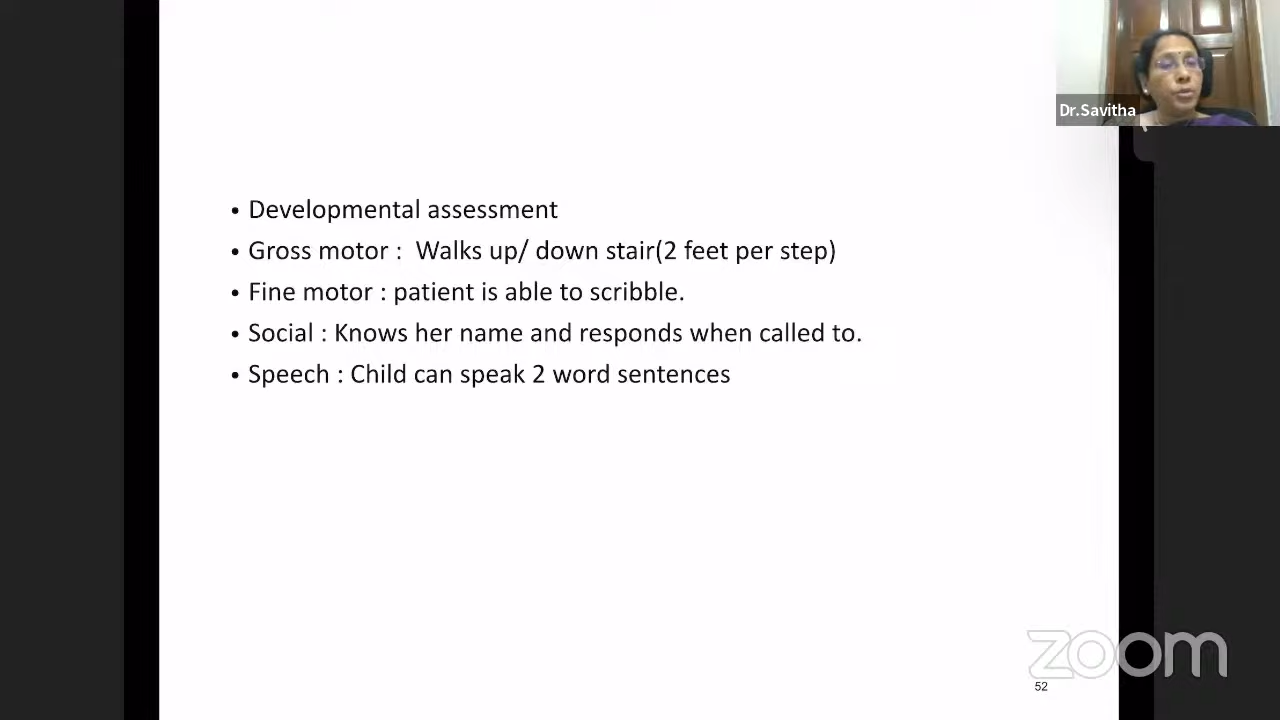 Dr.Savitha
• Developmental assessment
• Gross motor :  Walks up/ down stair(2 feet per step)
• Fine motor : patient is able to scribble.
• Social : Knows her name and responds when called to.
• Speech : Child can speak 2 word sentences
zoom
52